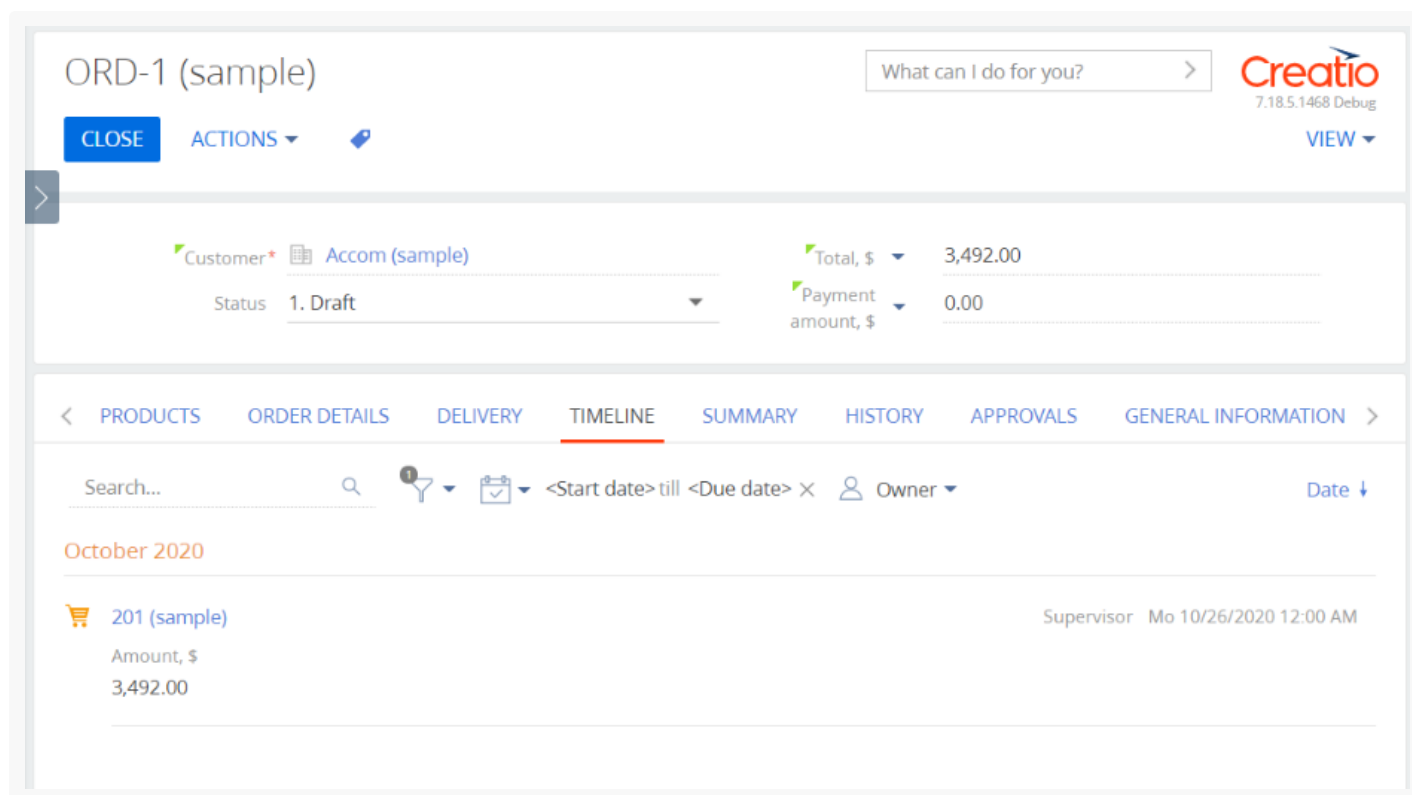 ORD-1 (sample)
What can I do for you?
Creatio
7.18.5.1468 Debug
CLOSE ACTIONS VIEW
Customer* Accom (sample) Total, $ 3,492.00
Status 1. Draft Payment amount, $ 0.00
PRODUCTS ORDER DETAILS DELIVERY TIMELINE SUMMARY HISTORY APPROVALS GENERAL INFORMATION
Search... 1 <Start date> till <Due date> Owner Date
October 2020
201 (sample) Supervisor Mo 10/26/2020 12:00 AM
Amount, $
3,492.00